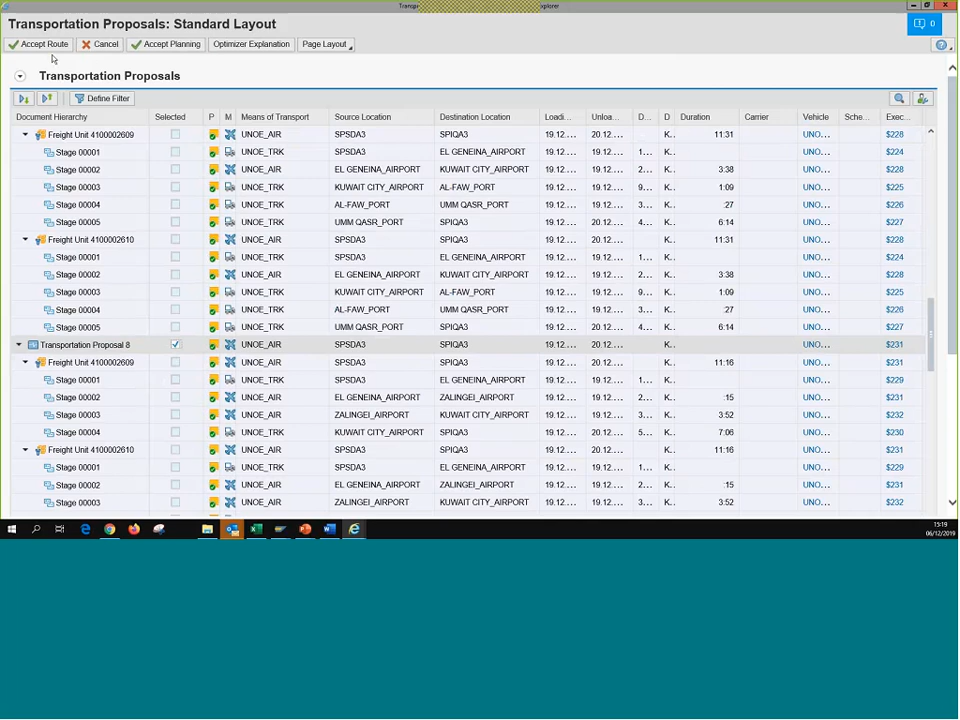 Transp xplorer
Transportation Proposals: Standard Layout
0
Accept Route Cancel Accept Planning Optimizer Explanation Page Layout
Transportation Proposals
Define Filter
Document Hierarchy Selected P M Means of Transport Source Location Destination Location Loadi... Unloa... D... D Duration Carrier Vehicle Sche... Exec...
Freight Unit 4100002609 UNOE_AIR SPSDA3 SPIQA3 19.12.... 20.12.... K.. 11:31 UNO... $228
Stage 00001 UNOE_TRK SPSDA3 EL GENEINA_AIRPORT 19.12.... 19.12.... 1... K.. UNO... $224
Stage 00002 UNOE_AIR EL GENEINA_AIRPORT KUWAIT CITY_AIRPORT 19.12.... 19.12.... 2... K.. 3:38 UNO... $228
Stage 00003 UNOE_TRK KUWAIT CITY_AIRPORT AL-FAW_PORT 19.12.... 19.12.... 9... K.. 1:09 UNO... $225
Stage 00004 UNOE_TRK AL-FAW_PORT UMM QASR_PORT 19.12.... 19.12.... 3... K.. :27 UNO... $226
Stage 00005 UNOE_TRK UMM QASR_PORT SPIQA3 19.12.... 20.12.... 4... K.. 6:14 UNO... $227
Freight Unit 4100002610 UNOE_AIR SPSDA3 SPIQA3 19.12.... 20.12.... K.. 11:31 UNO... $228
Stage 00001 UNOE_TRK SPSDA3 EL GENEINA_AIRPORT 19.12.... 19.12.... 1... K.. UNO... $224
Stage 00002 UNOE_AIR EL GENEINA_AIRPORT KUWAIT CITY_AIRPORT 19.12.... 19.12.... 2... K.. 3:38 UNO... $228
Stage 00003 UNOE_TRK KUWAIT CITY_AIRPORT AL-FAW_PORT 19.12.... 19.12.... 9... K.. 1:09 UNO... $225
Stage 00004 UNOE_TRK AL-FAW_PORT UMM QASR_PORT 19.12.... 19.12.... 3... K.. :27 UNO... $226
Stage 00005 UNOE_TRK UMM QASR_PORT SPIQA3 19.12.... 20.12.... 4... K.. 6:14 UNO... $227
Transportation Proposal 8 UNOE_AIR SPSDA3 SPIQA3 19.12.... 20.12.... K.. UNO... $231
Freight Unit 4100002609 UNOE_AIR SPSDA3 SPIQA3 19.12.... 20.12.... K.. 11:16 UNO... $231
Stage 00001 UNOE_TRK SPSDA3 EL GENEINA_AIRPORT 19.12.... 19.12.... 1... K.. UNO... $229
Stage 00002 UNOE_AIR EL GENEINA_AIRPORT ZALINGEI_AIRPORT 19.12.... 19.12.... 2... K.. :15 UNO... $231
Stage 00003 UNOE_AIR ZALINGEI_AIRPORT KUWAIT CITY_AIRPORT 19.12.... 19.12.... 3... K.. 3:52 UNO... $232
Stage 00004 UNOE_TRK KUWAIT CITY_AIRPORT SPIQA3 19.12.... 20.12.... 5... K.. 7:06 UNO... $230
Freight Unit 4100002610 UNOE_AIR SPSDA3 SPIQA3 19.12.... 20.12.... K.. 11:16 UNO... $231
Stage 00001 UNOE_TRK SPSDA3 EL GENEINA_AIRPORT 19.12.... 19.12.... 1... K.. UNO... $229
Stage 00002 UNOE_AIR EL GENEINA_AIRPORT ZALINGEI_AIRPORT 19.12.... 19.12.... 2... K.. :15 UNO... $231
Stage 00003 UNOE_AIR ZALINGEI_AIRPORT KUWAIT CITY_AIRPORT 19.12.... 19.12.... 3... K.. 3:52 UNO... $232
15:19
06/12/2019